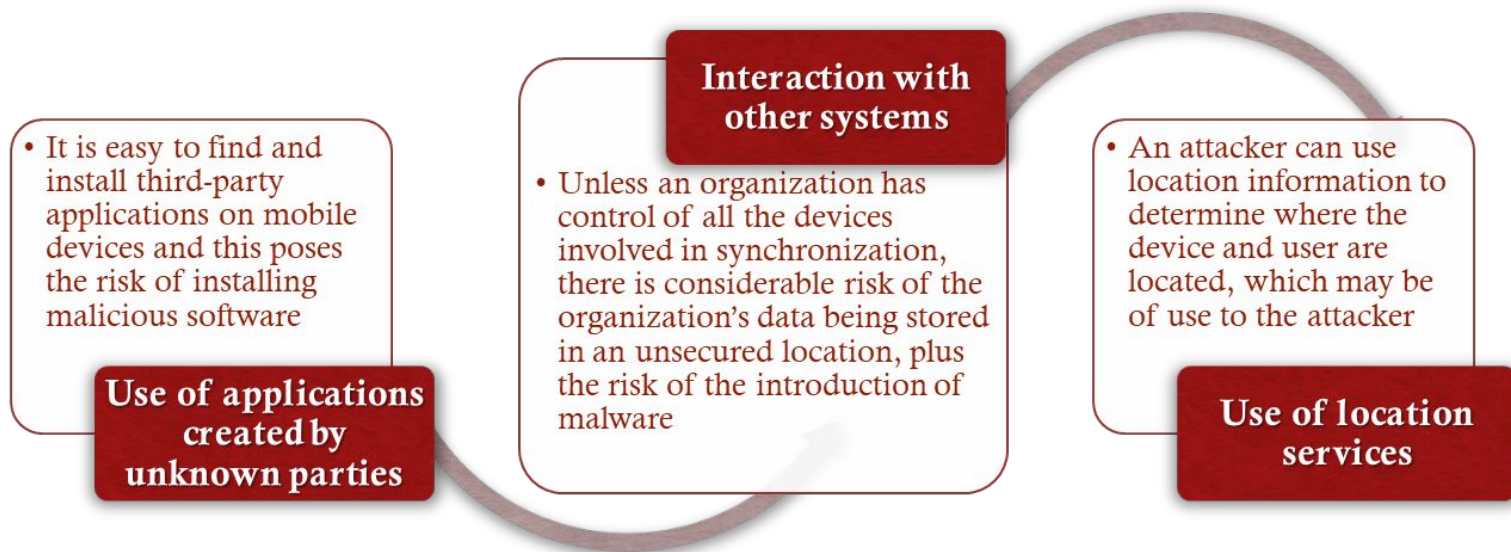 • It is easy to find and
install third-party
applications on mobile
devices and this poses
the risk of installing
malicious software
Use of applications
created by
unknown parties
Interaction with
other systems
• Unless an organization has
control of all the devices
involved in synchronization,
there is considerable risk of the
organization’s data being stored
in an unsecured location, plus
the risk of the introduction of
malware
• An attacker can use
location information to
determine where the
device and user are
located, which may be
of use to the attacker
Use of location
services